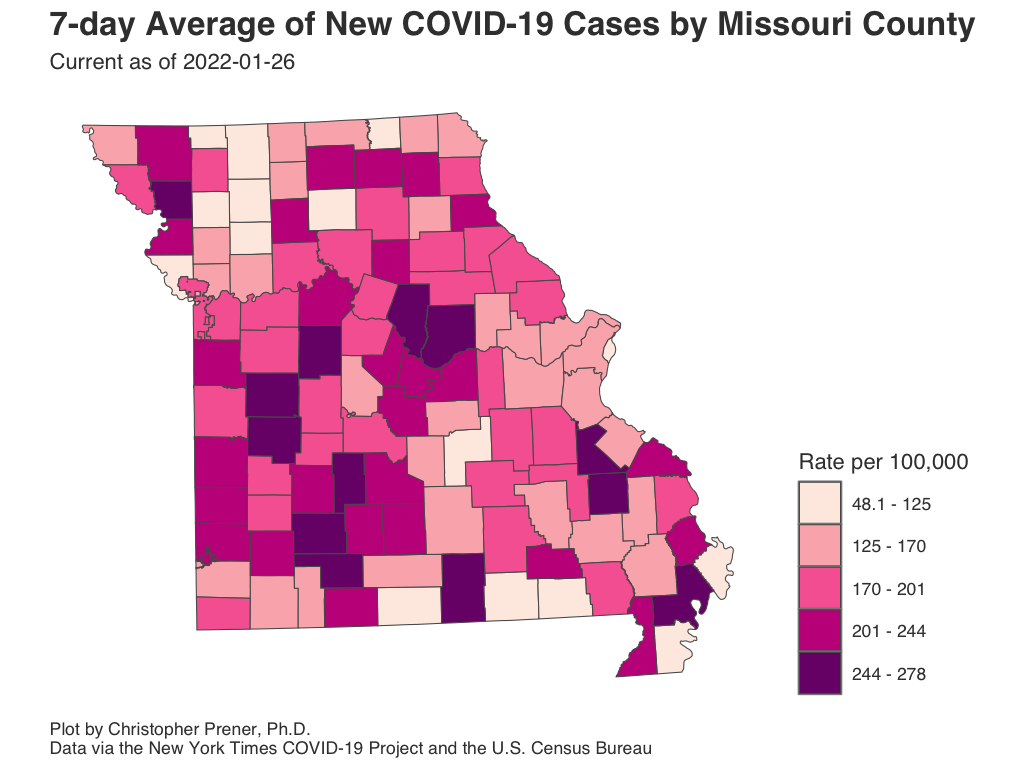 7-day Average of New COVID-19 Cases by Missouri County
Current as of 2022-01-26
Rate per 100,000
48.1 - 125
125 - 170
170 - 201
201 - 244
244 - 278
Plot by Christopher Prener, Ph.D.
Data via the New York Times COVID-19 Project and the U.S. Census Bureau